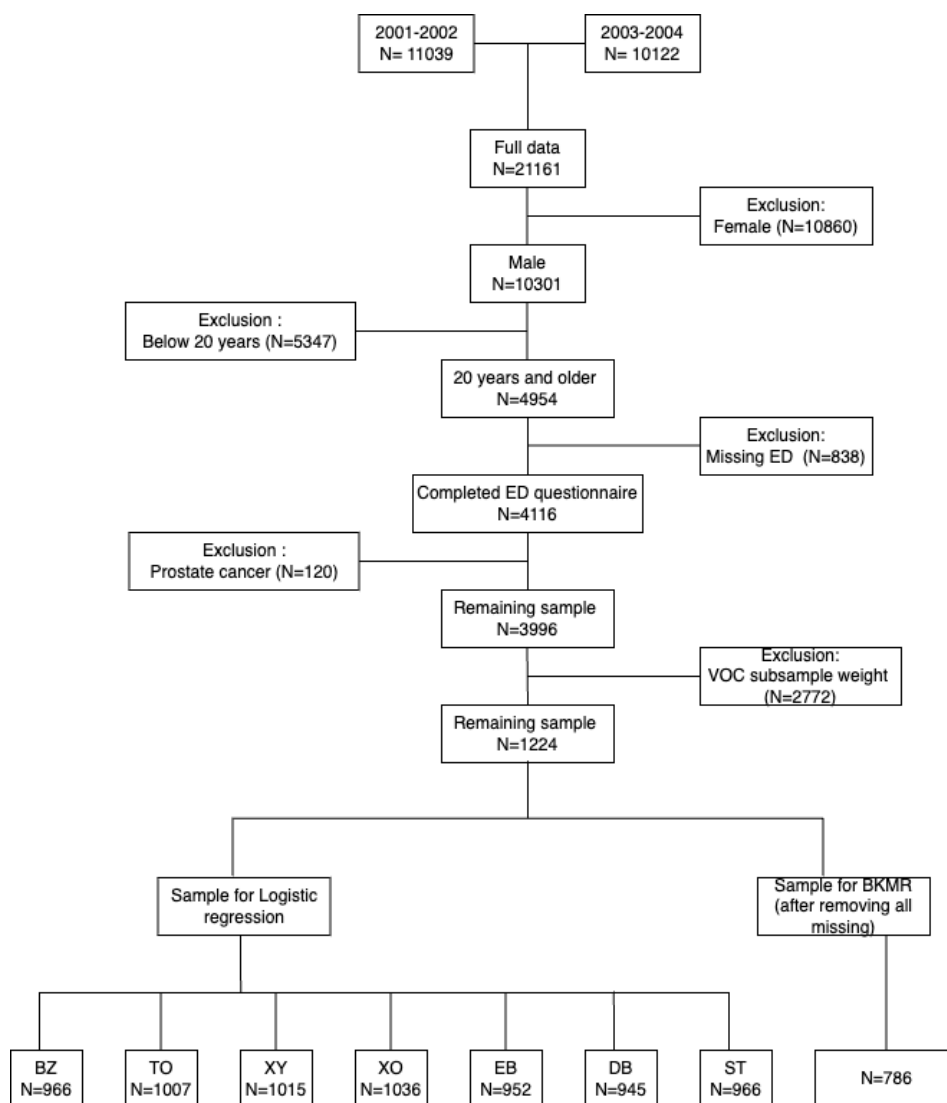 2001-2002
N= 11039
2003-2004
N= 10122
Full data
N=21161
Exclusion:
Female (N=10860)
Male
N=10301
Exclusion :
Below 20 years (N=5347)
20 years and older
N=4954
Exclusion:
Missing ED (N=838)
Completed ED questionnaire
N=4116
Exclusion :
Prostate cancer (N=120)
Remaining sample
N=3996
Exclusion:
VOC subsample weight
(N=2772)
Remaining sample
N=1224
Sample for Logistic
regression
Sample for BKMR
(after removing all
missing)
BZ
N=966
TO
N=1007
XY
N=1015
XO
N=1036
EB
N=952
DB
N=945
ST
N=966
N=786